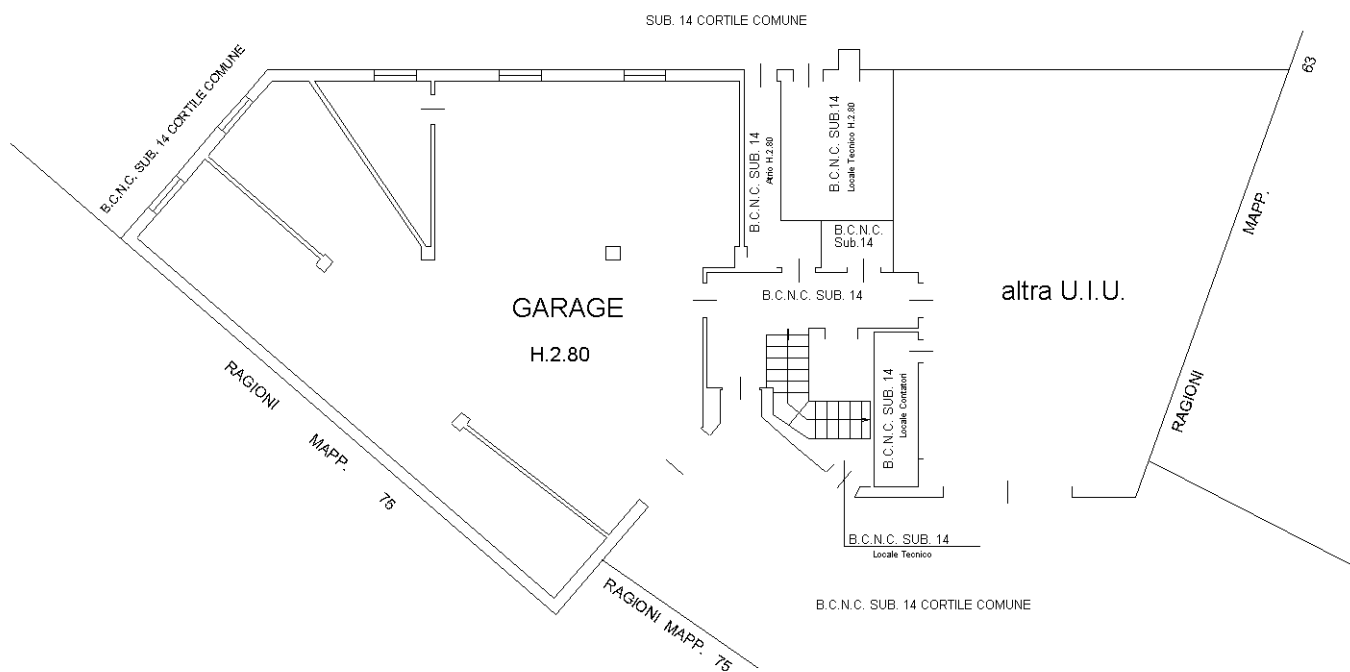 SUB. 14 CORTILE COMUNE
63
B.C.N.C. SUB. 14 CORTILE COMUNE
B.C.N.C. SUB. 14
Atrio H.2.80
B.C.N.C. SUB.14
Locale Tecnico H.2.80
B.C.N.C.
Sub.14
MAPP.
GARAGE
H.2.80
B.C.N.C. SUB. 14
altra U.I.U.
RAGIONI
MAPP.
75
B.C.N.C. SUB. 14
Locale Contatori
RAGIONI
B.C.N.C. SUB. 14
Locale Tecnico
RAGIONI MAPP. 75
B.C.N.C. SUB. 14 CORTILE COMUNE